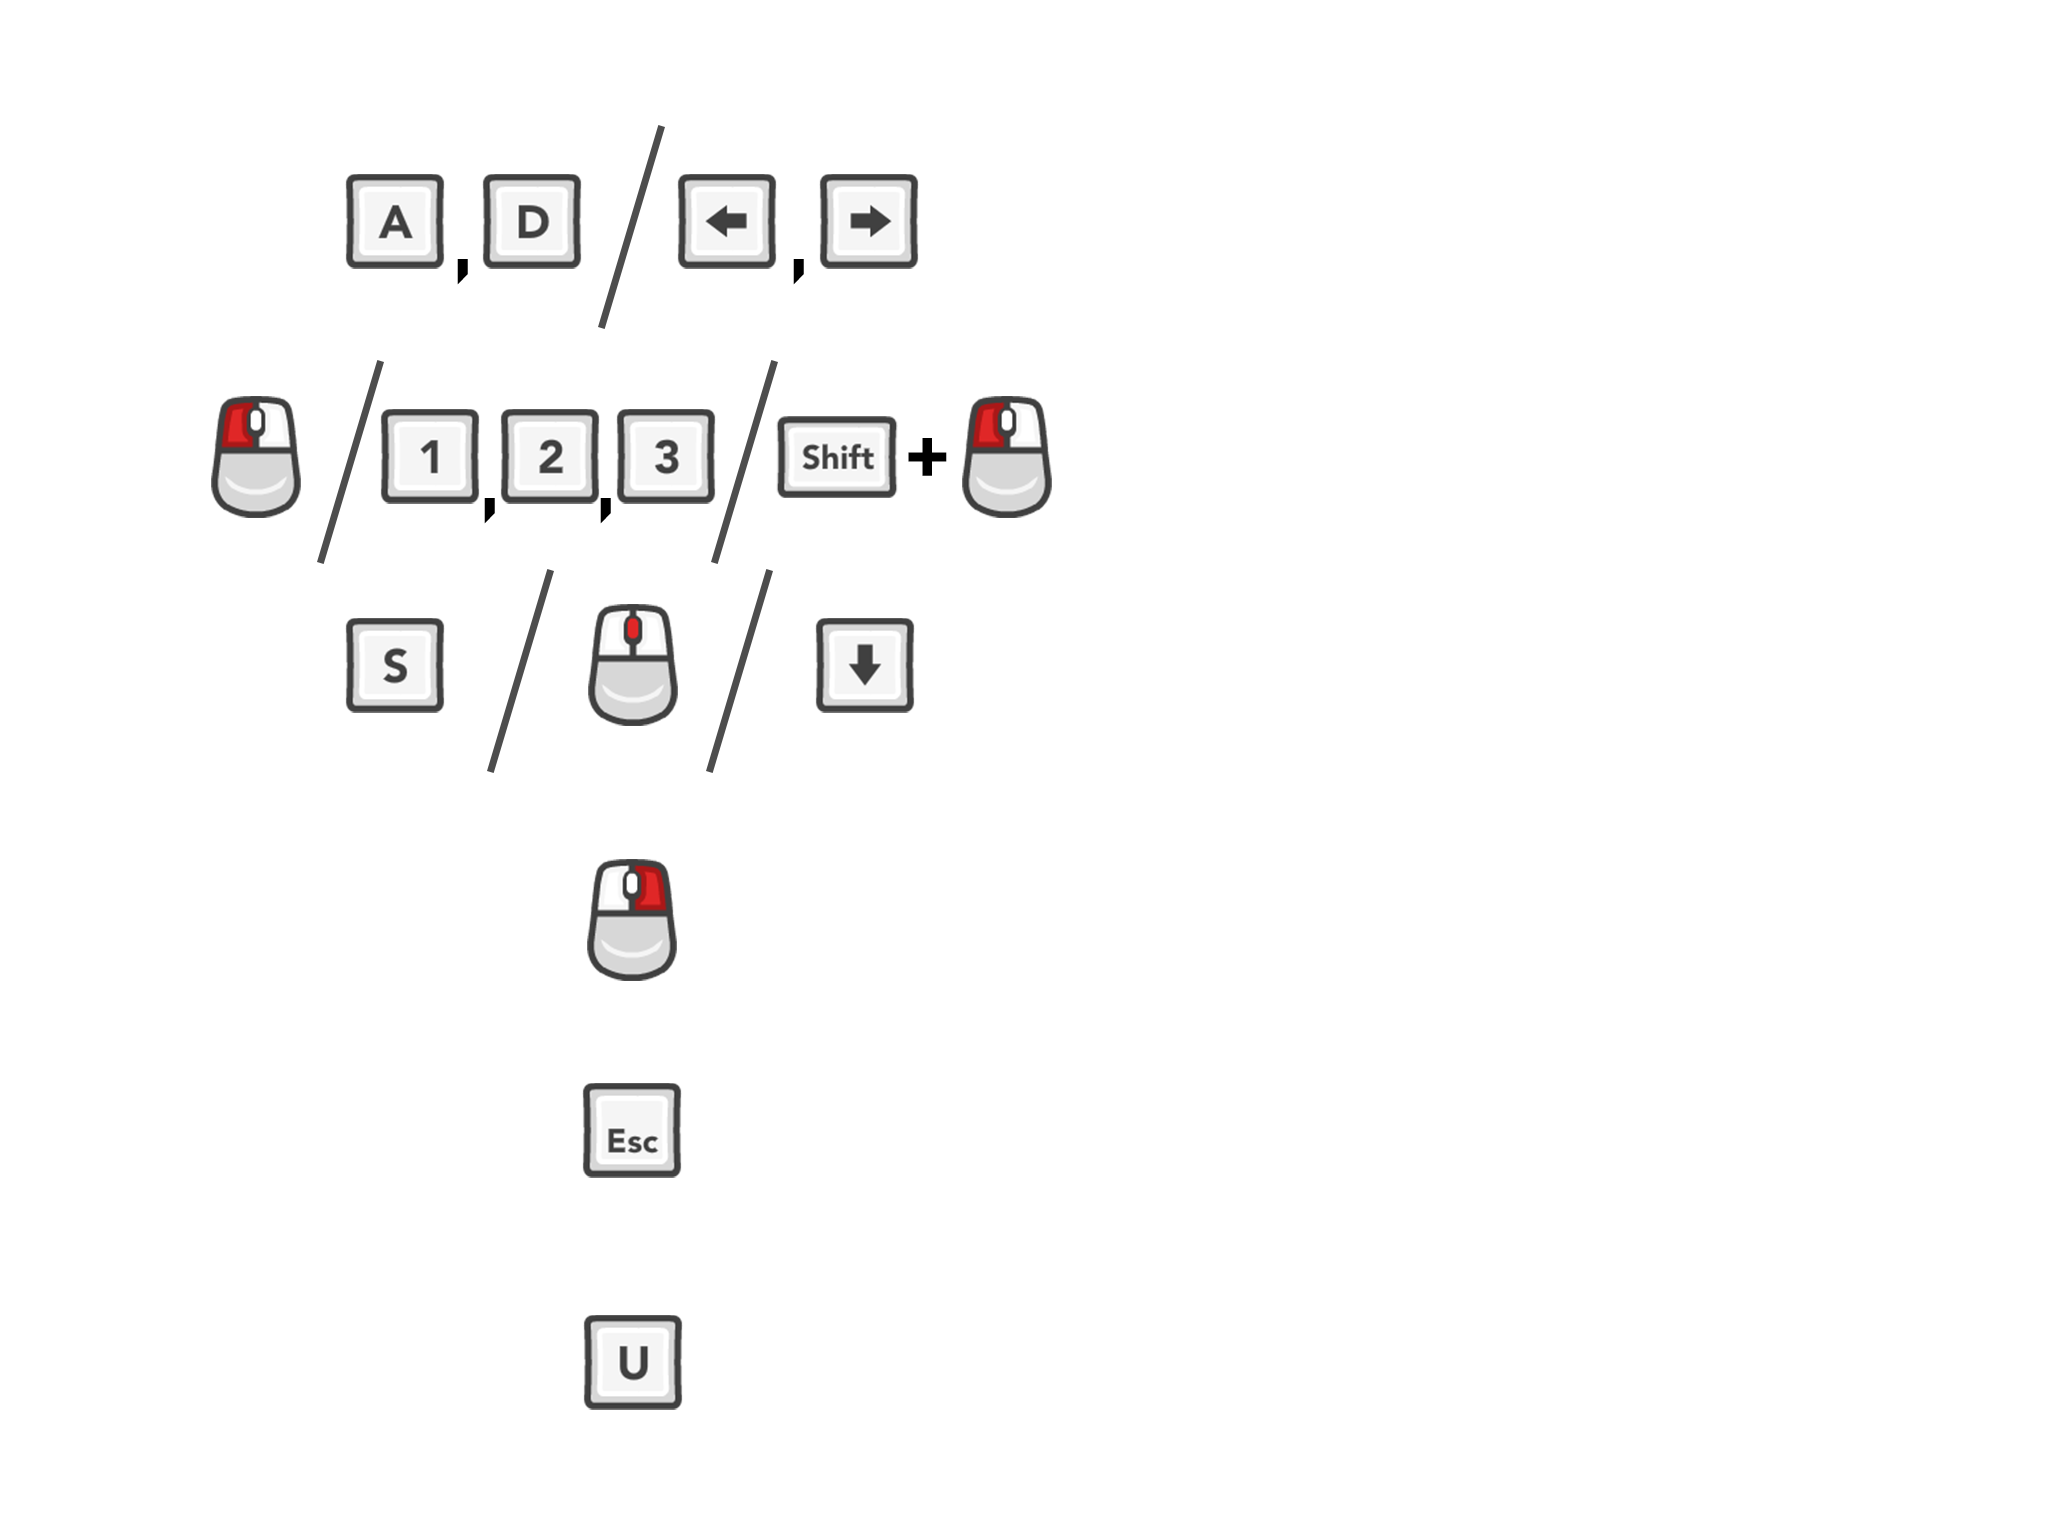 A , D / ← , →
/ 1 , 2 , 3 / Shift +
S / / ↓
Esc
U